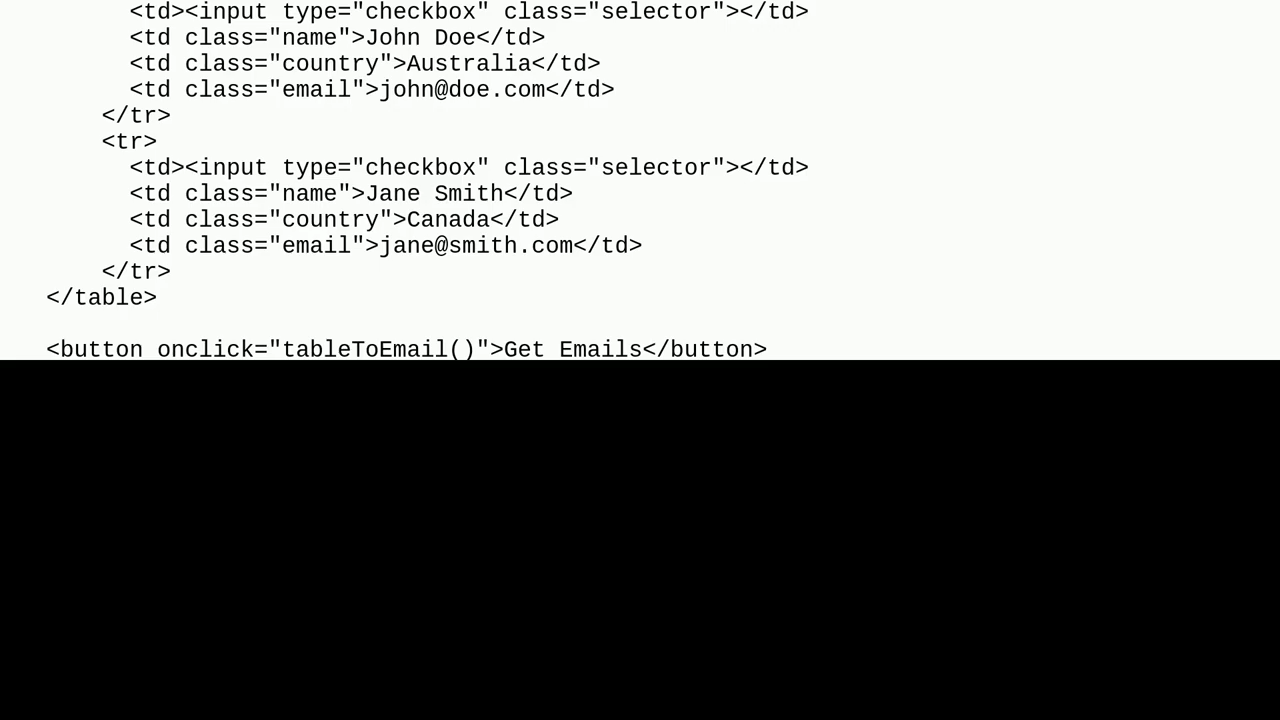 <td><input type="checkbox" class="selector"></td>
<td class="name">John Doe</td>
<td class="country">Australia</td>
<td class="email">john@doe.com</td>
</tr>
<tr>
<td><input type="checkbox" class="selector"></td>
<td class="name">Jane Smith</td>
<td class="country">Canada</td>
<td class="email">jane@smith.com</td>
</tr>
</table>
<button onclick="tableToEmail()">Get Emails</button>